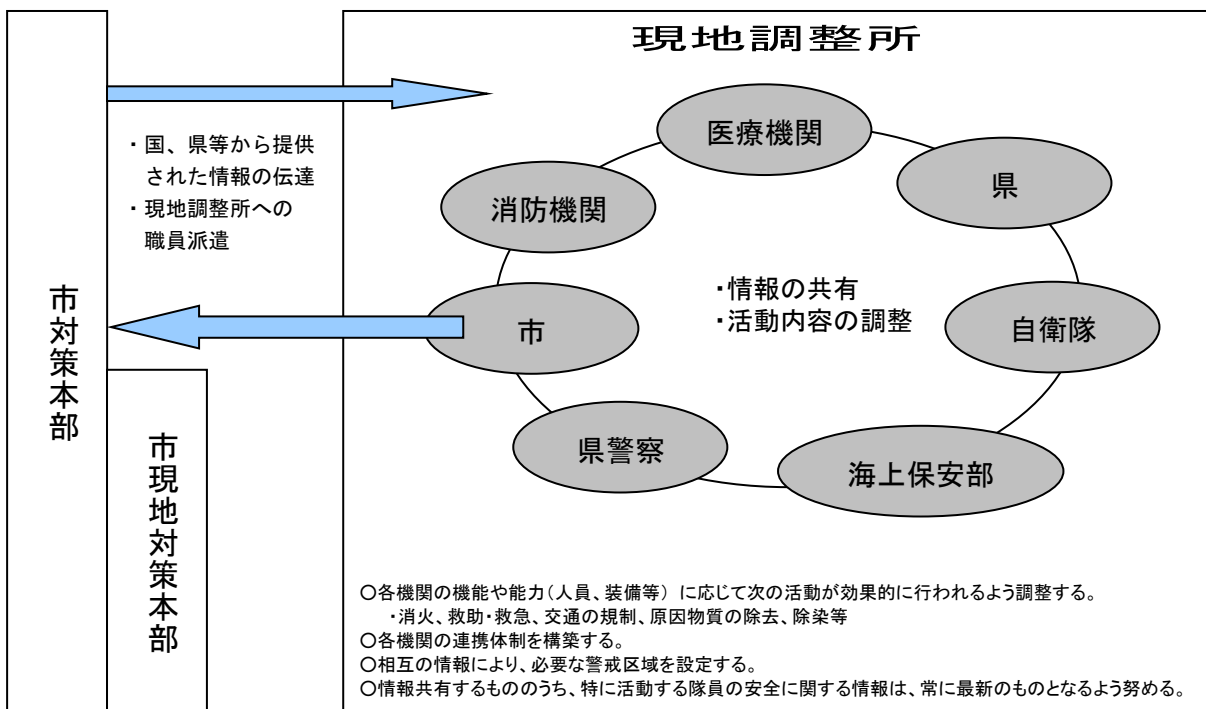 現地調整所
・国、県等から提供
された情報の伝達
・現地調整所への
職員派遣
市対策本部
市現地対策本部
医療機関
消防機関
県
市
自衛隊
県警察
海上保安部
・情報の共有
・活動内容の調整
○各機関の機能や能力（人員、装備等）に応じて次の活動が効果的に行われるよう調整する。
・消火、救助・救急、交通の規制、原因物質の除去、除染等
○各機関の連携体制を構築する。
○相互の情報により、必要な警戒区域を設定する。
○情報共有するもののうち、特に活動する隊員の安全に関する情報は、常に最新のものとなるよう努める。